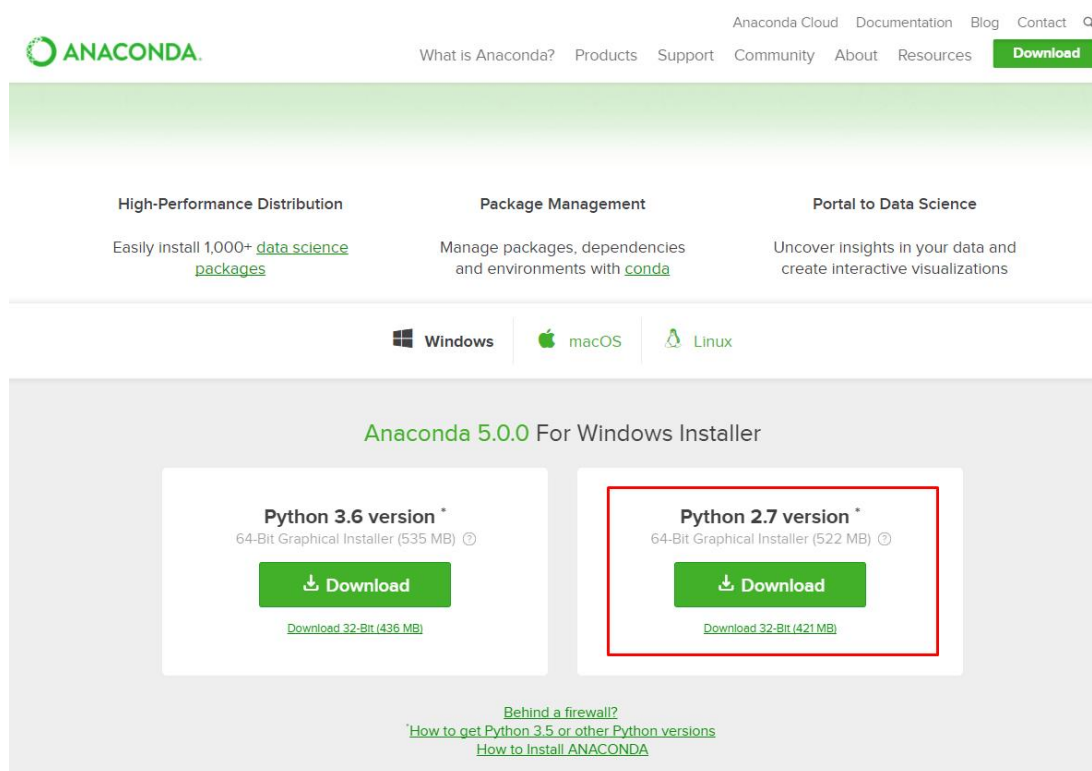 Anaconda Cloud Documentation Blog Contact
ANACONDA.
What is Anaconda? Products Support Community About Resources Download
High-Performance Distribution
Easily install 1,000+ data science
packages
Package Management
Manage packages, dependencies
and environments with conda
Portal to Data Science
Uncover insights in your data and
create interactive visualizations
Windows
macOS
Linux
Anaconda 5.0.0 For Windows Installer
Python 3.6 version *
64-Bit Graphical Installer (535 MB) ?
Download
Download 32-Bit (436 MB)
Python 2.7 version *
64-Bit Graphical Installer (522 MB) ?
Download
Download 32-Bit (421 MB)
Behind a firewall?
*How to get Python 3.5 or other Python versions
How to Install ANACONDA